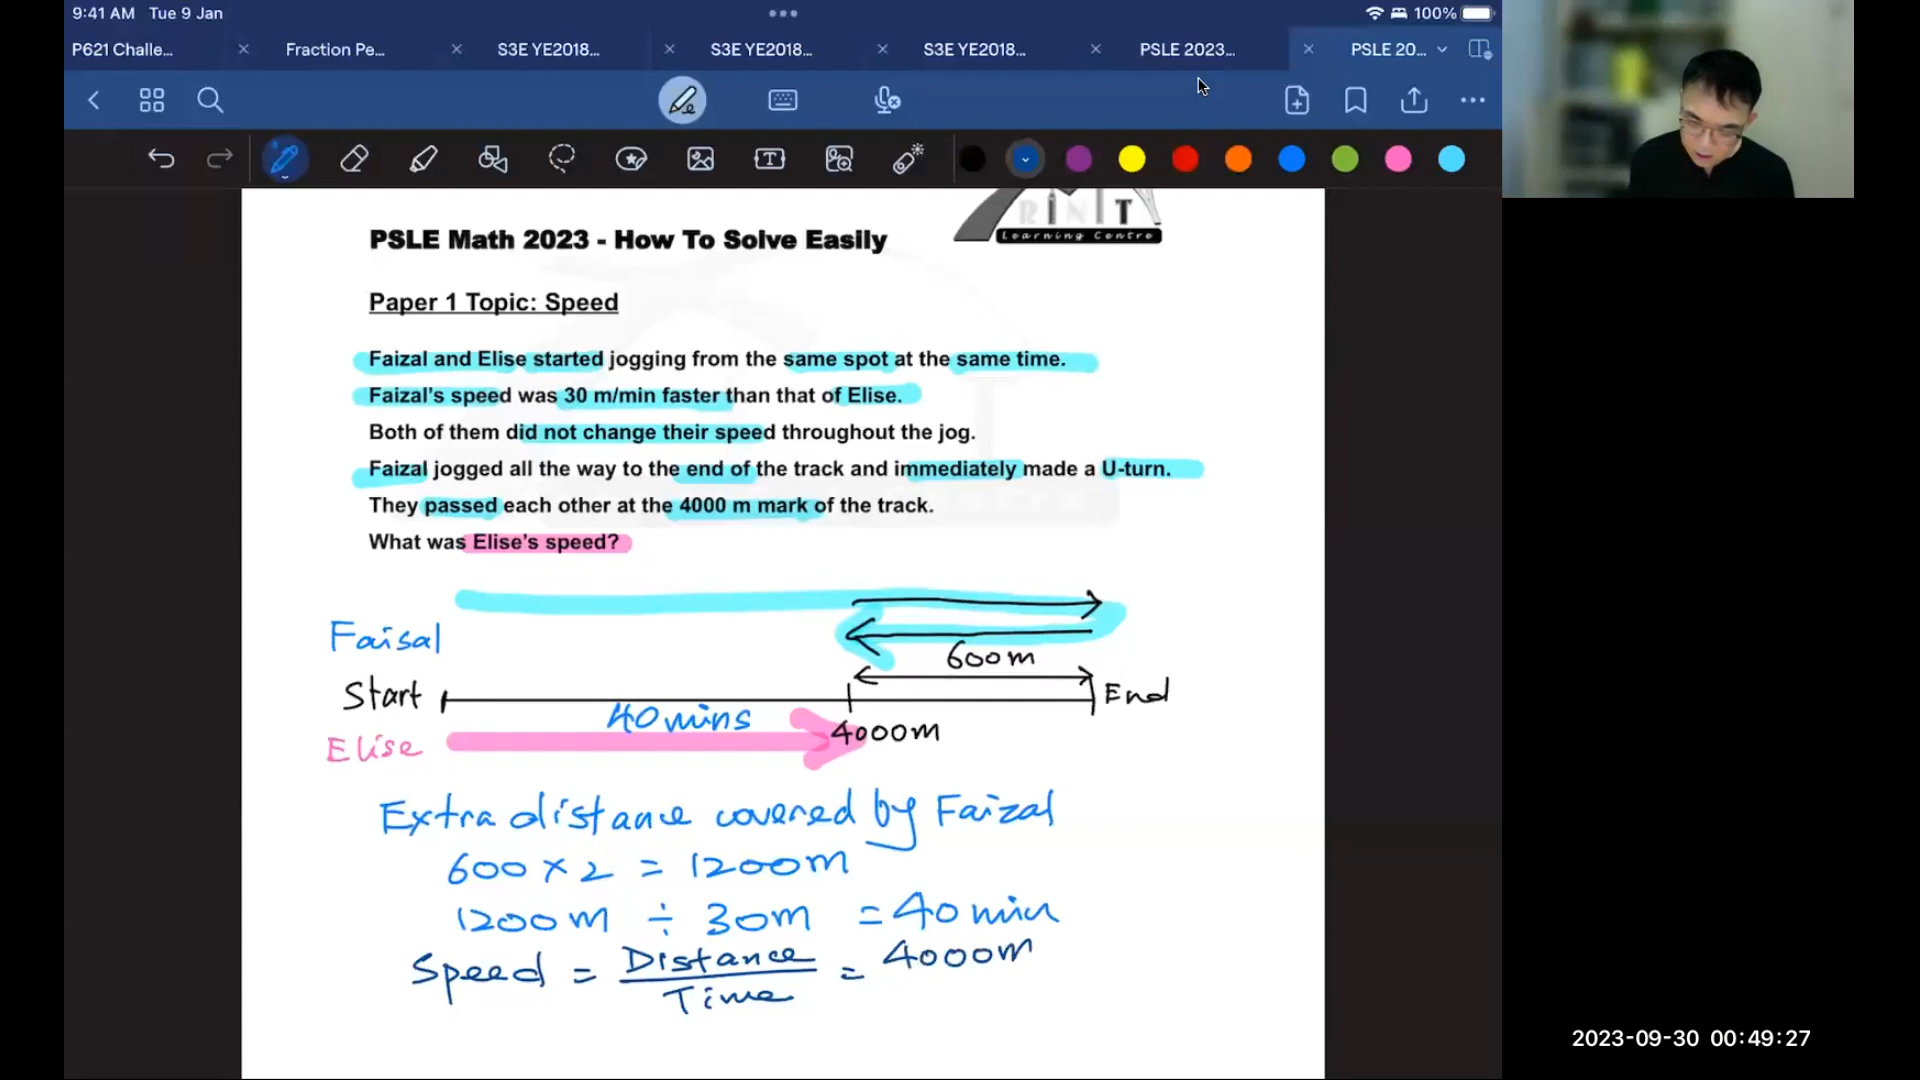 9:41 AM Tue 9 Jan
100%
P621 Challe...
Fraction Pe...
S3E YE2018...
S3E YE2018...
S3E YE2018...
PSLE 2023...
PSLE 20...
RINIT
Learning Centre
PSLE Math 2023 - How To Solve Easily
Paper 1 Topic: Speed
Faizal and Elise started jogging from the same spot at the same time.
Faizal's speed was 30 m/min faster than that of Elise.
Both of them did not change their speed throughout the jog.
Faizal jogged all the way to the end of the track and immediately made a U-turn.
They passed each other at the 4000 m mark of the track.
What was Elise's speed?
Faisal
600m
Start
End
40mins
4000m
Elise
Extra distance covered by Faizal
600 × 2 = 1200m
1200m ÷ 30m = 40min
Speed = Distance / Time = 4000m
2023-09-30 00:49:27